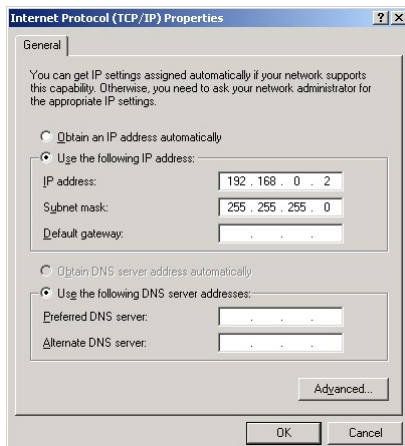 Internet Protocol (TCP/IP) Properties
General
You can get IP settings assigned automatically if your network supports
this capability. Otherwise, you need to ask your network administrator for
the appropriate IP settings.
Obtain an IP address automatically
Use the following IP address:
IP address: 192 . 168 . 0 . 2
Subnet mask: 255 . 255 . 255 . 0
Default gateway: . . .
Obtain DNS server address automatically
Use the following DNS server addresses:
Preferred DNS server: . . .
Alternate DNS server: . . .
Advanced...
OK Cancel